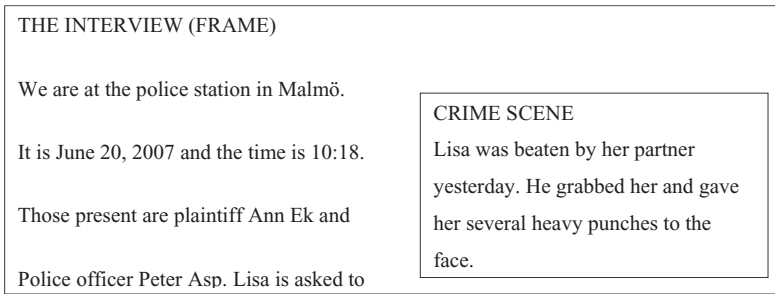 THE INTERVIEW (FRAME)
We are at the police station in Malmö.
It is June 20, 2007 and the time is 10:18.
Those present are plaintiff Ann Ek and
Police officer Peter Asp. Lisa is asked to
CRIME SCENE
Lisa was beaten by her partner
yesterday. He grabbed her and gave
her several heavy punches to the
face.